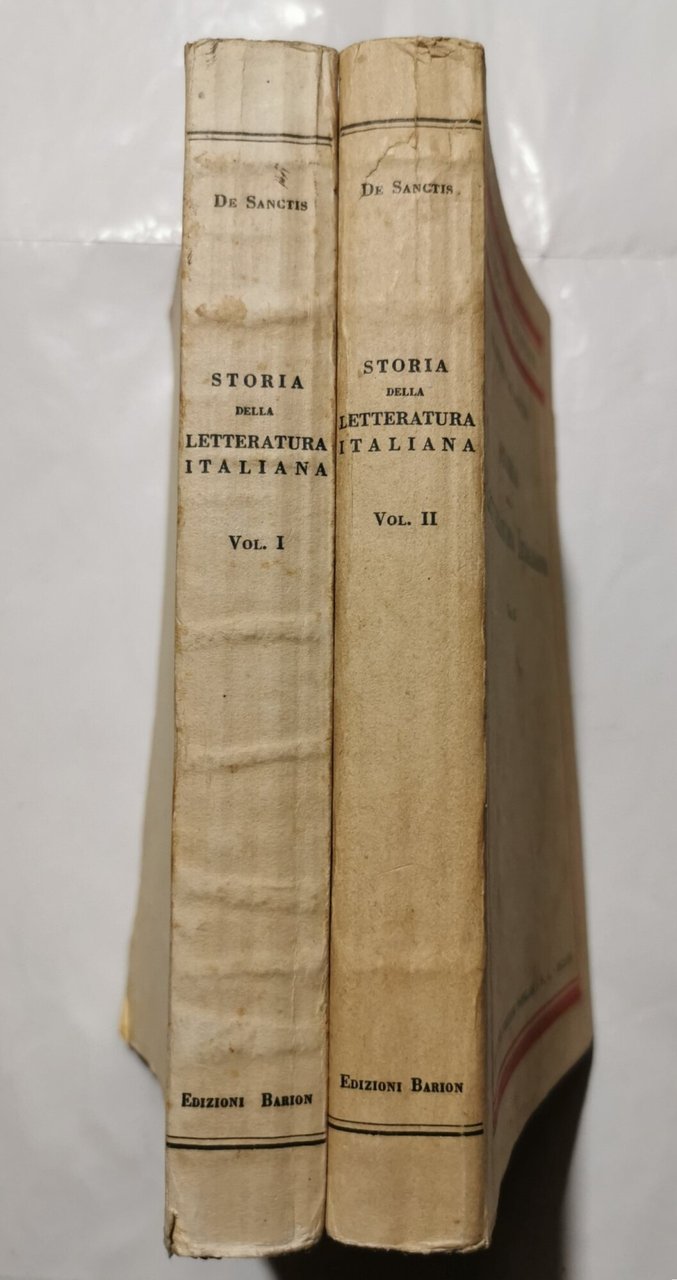 De Sanctis
STORIA
DELLA
LETTERATURA
ITALIANA
Vol. I
Edizioni Barion
De Sanctis
STORIA
DELLA
LETTERATURA
ITALIANA
Vol. II
Edizioni Barion